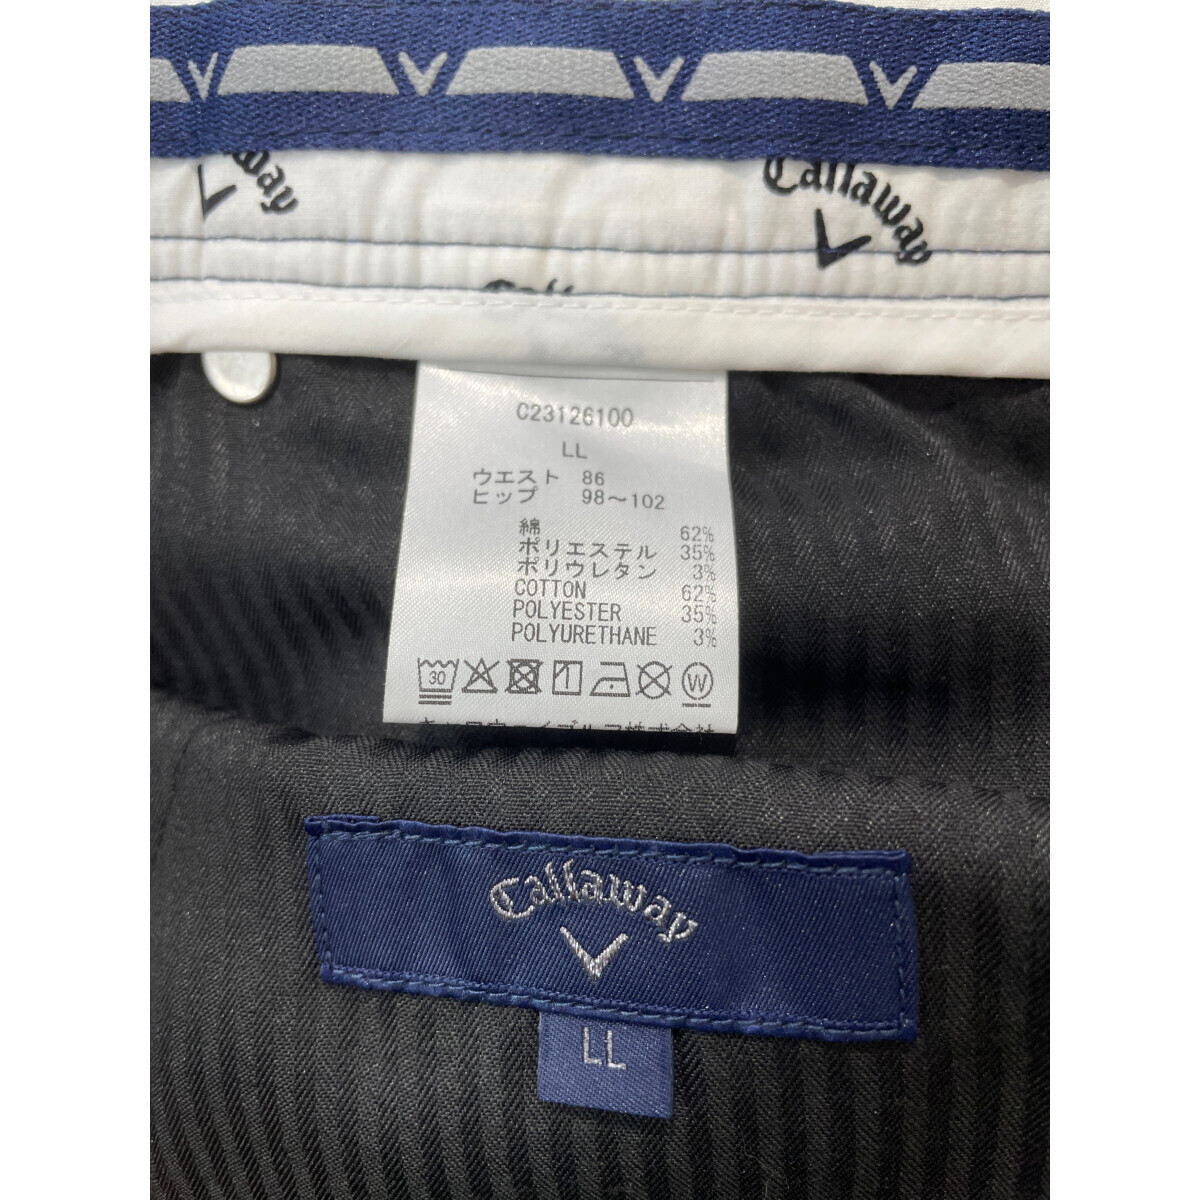 way
Callaway
C23126100
LL
ウエスト 86
ヒップ 98～102
綿 62%
ポリエステル 35%
ポリウレタン 3%
COTTON 62%
POLYESTER 35%
POLYURETHANE 3%
30 W
Callaway
LL